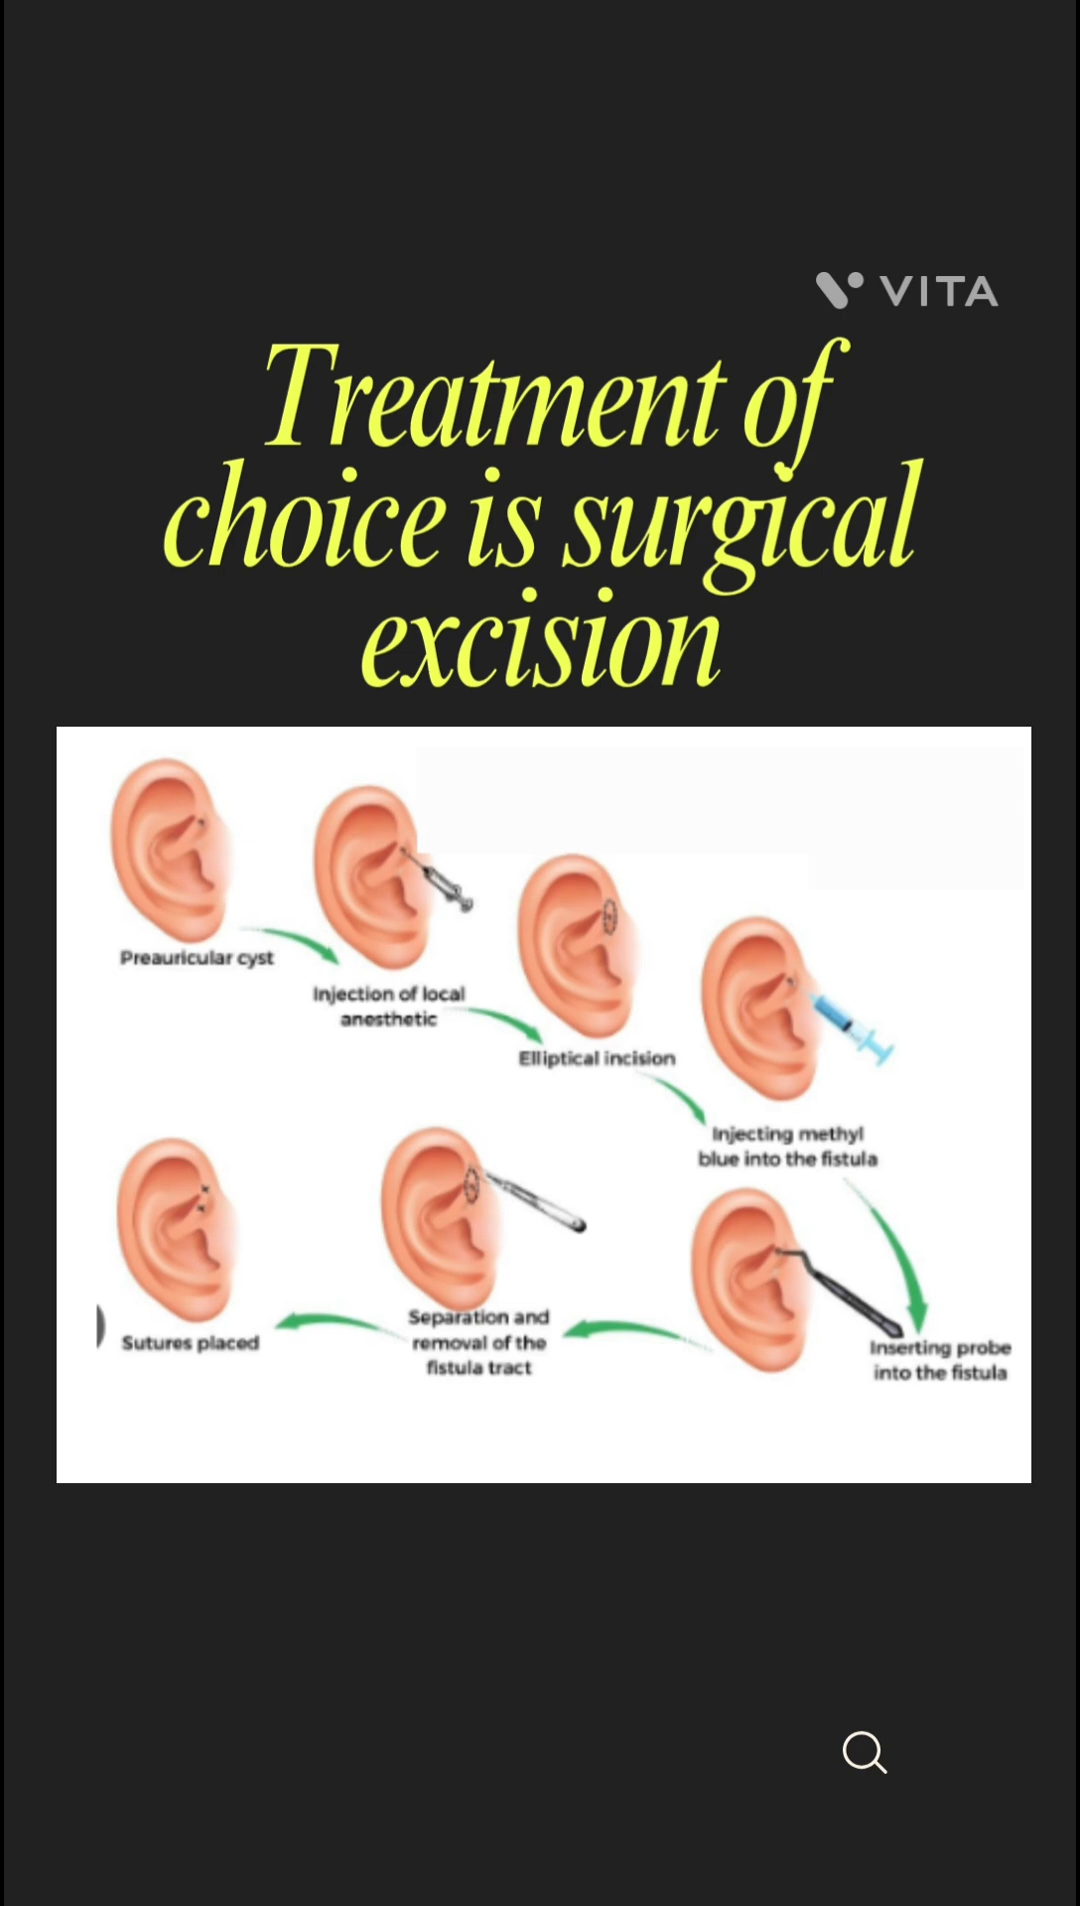 VITA
Treatment of
choice is surgical
excision
Preauricular cyst
Injection of local
anesthetic
Elliptical incision
Injecting methyl
blue into the fistula
Inserting probe
into the fistula
Separation and
removal of the
fistula tract
Sutures placed